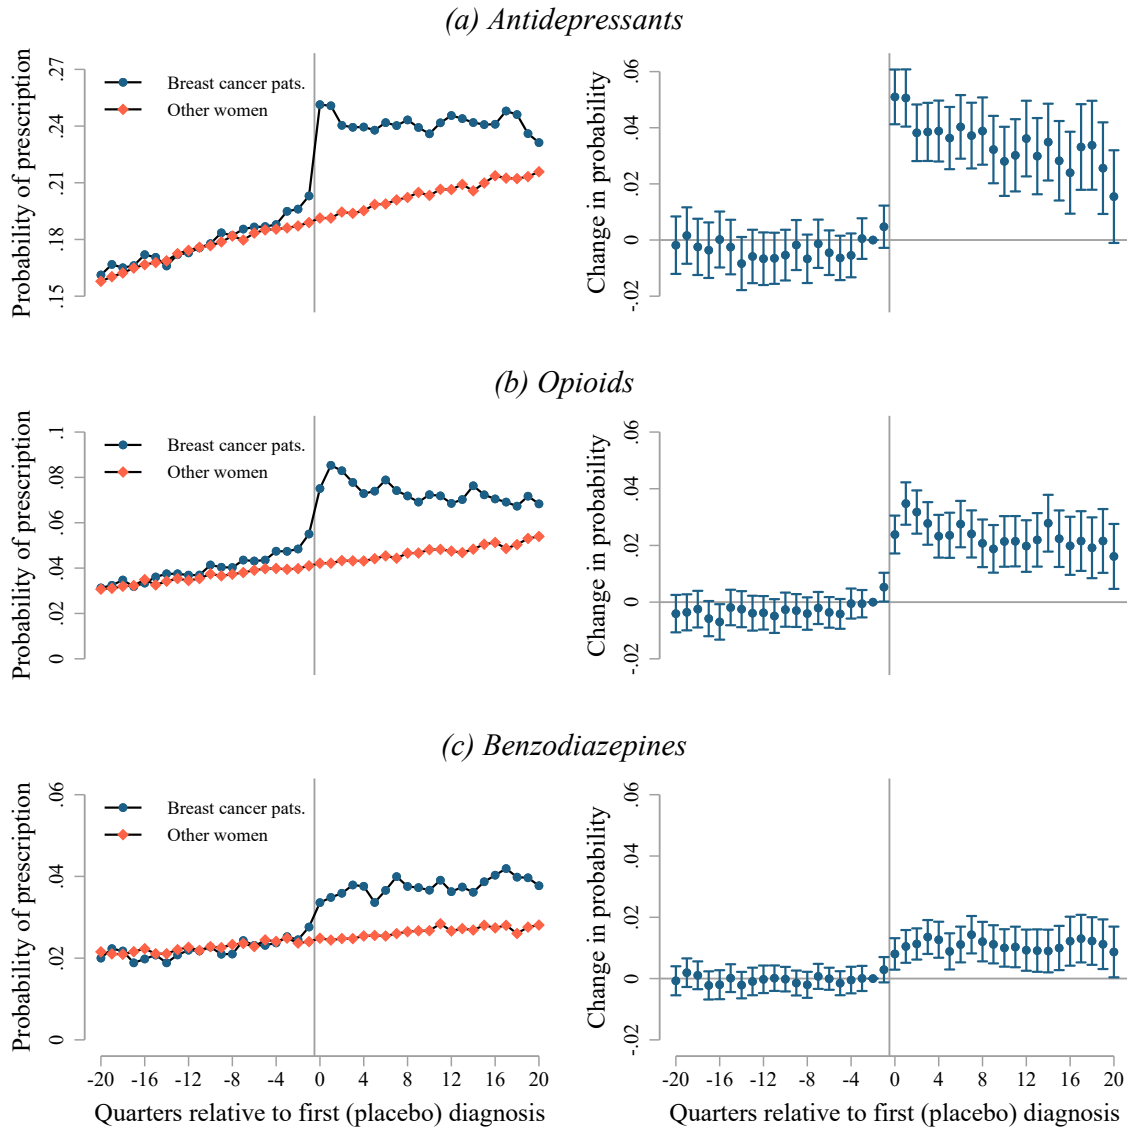 (a) Antidepressants
Probability of prescription
.27
.24
.21
.18
.15
Breast cancer pats.
Other women
Change in probability
.06
.04
.02
0
-.02
(b) Opioids
Probability of prescription
.1
.08
.06
.04
.02
0
Breast cancer pats.
Other women
Change in probability
.06
.04
.02
0
-.02
(c) Benzodiazepines
Probability of prescription
.06
.04
.02
0
Breast cancer pats.
Other women
-20 -16 -12 -8 -4 0 4 8 12 16 20
Quarters relative to first (placebo) diagnosis
Change in probability
.06
.04
.02
0
-.02
-20 -16 -12 -8 -4 0 4 8 12 16 20
Quarters relative to first (placebo) diagnosis